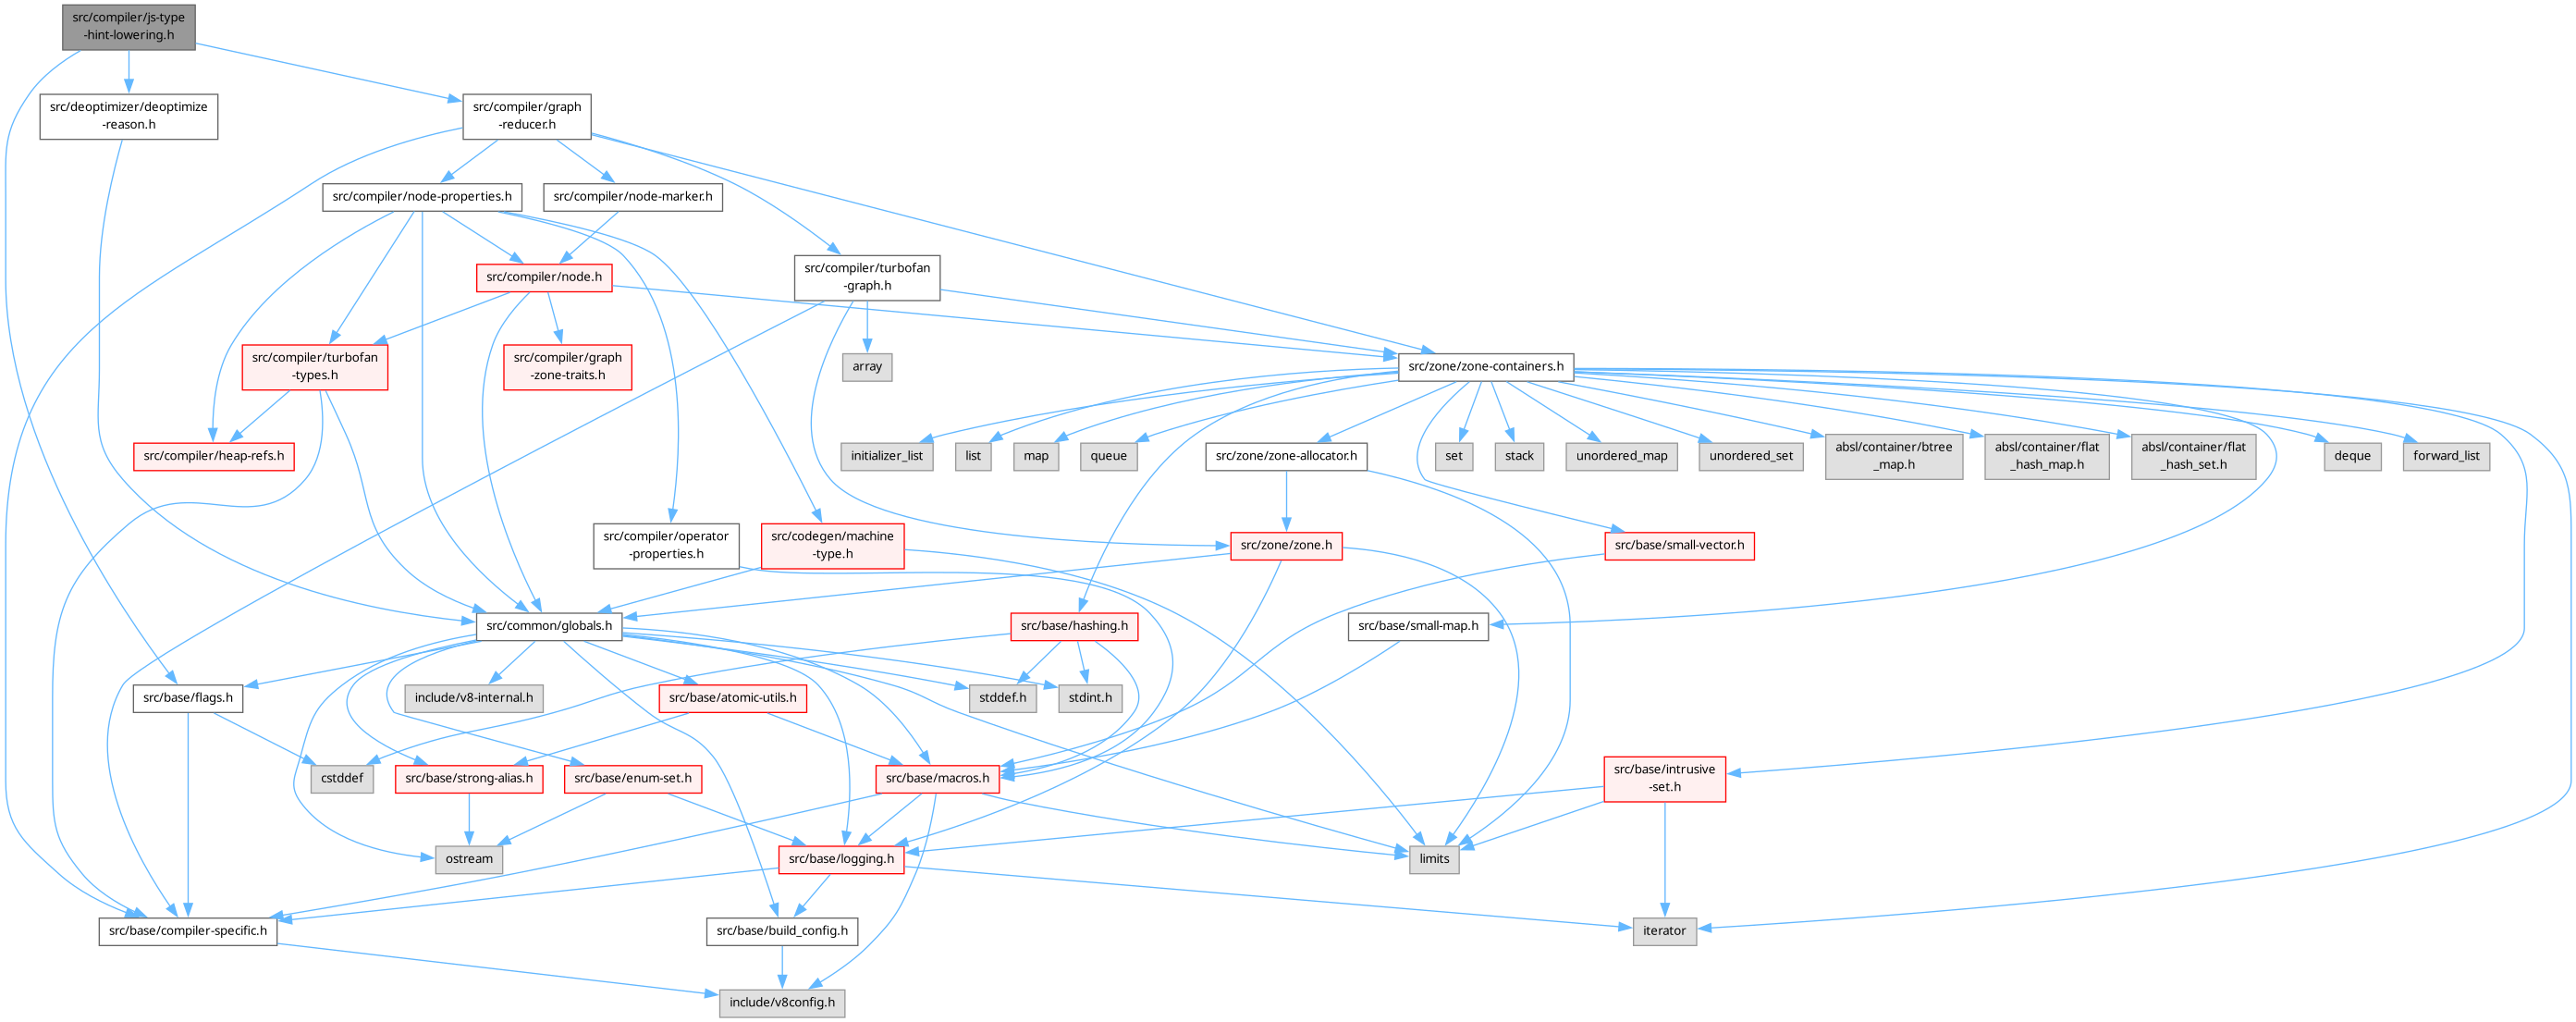 src/compiler/js-type
-hint-lowering.h
src/deoptimizer/deoptimize
-reason.h
src/compiler/graph
-reducer.h
src/compiler/node-properties.h
src/compiler/node-marker.h
src/compiler/node.h
src/compiler/turbofan
-graph.h
src/compiler/turbofan
-types.h
src/compiler/graph
-zone-traits.h
array
src/zone/zone-containers.h
src/compiler/heap-refs.h
initializer_list
list
map
queue
src/zone/zone-allocator.h
set
stack
unordered_map
unordered_set
absl/container/btree
_map.h
absl/container/flat
_hash_map.h
absl/container/flat
_hash_set.h
deque
forward_list
src/compiler/operator
-properties.h
src/codegen/machine
-type.h
src/zone/zone.h
src/base/small-vector.h
src/common/globals.h
src/base/hashing.h
src/base/small-map.h
src/base/flags.h
include/v8-internal.h
src/base/atomic-utils.h
stddef.h
stdint.h
cstddef
src/base/strong-alias.h
src/base/enum-set.h
src/base/macros.h
src/base/intrusive
-set.h
ostream
src/base/logging.h
limits
src/base/compiler-specific.h
src/base/build_config.h
iterator
include/v8config.h